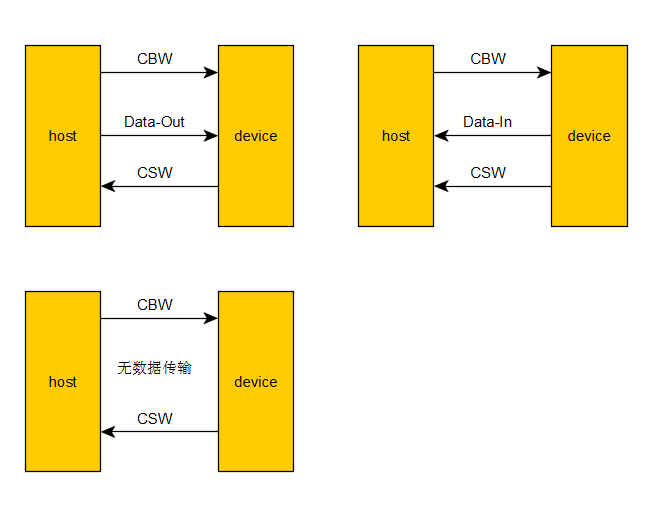 CBW
host
Data-Out
device
CSW
CBW
host
Data-In
device
CSW
CBW
host
无数据传输
device
CSW